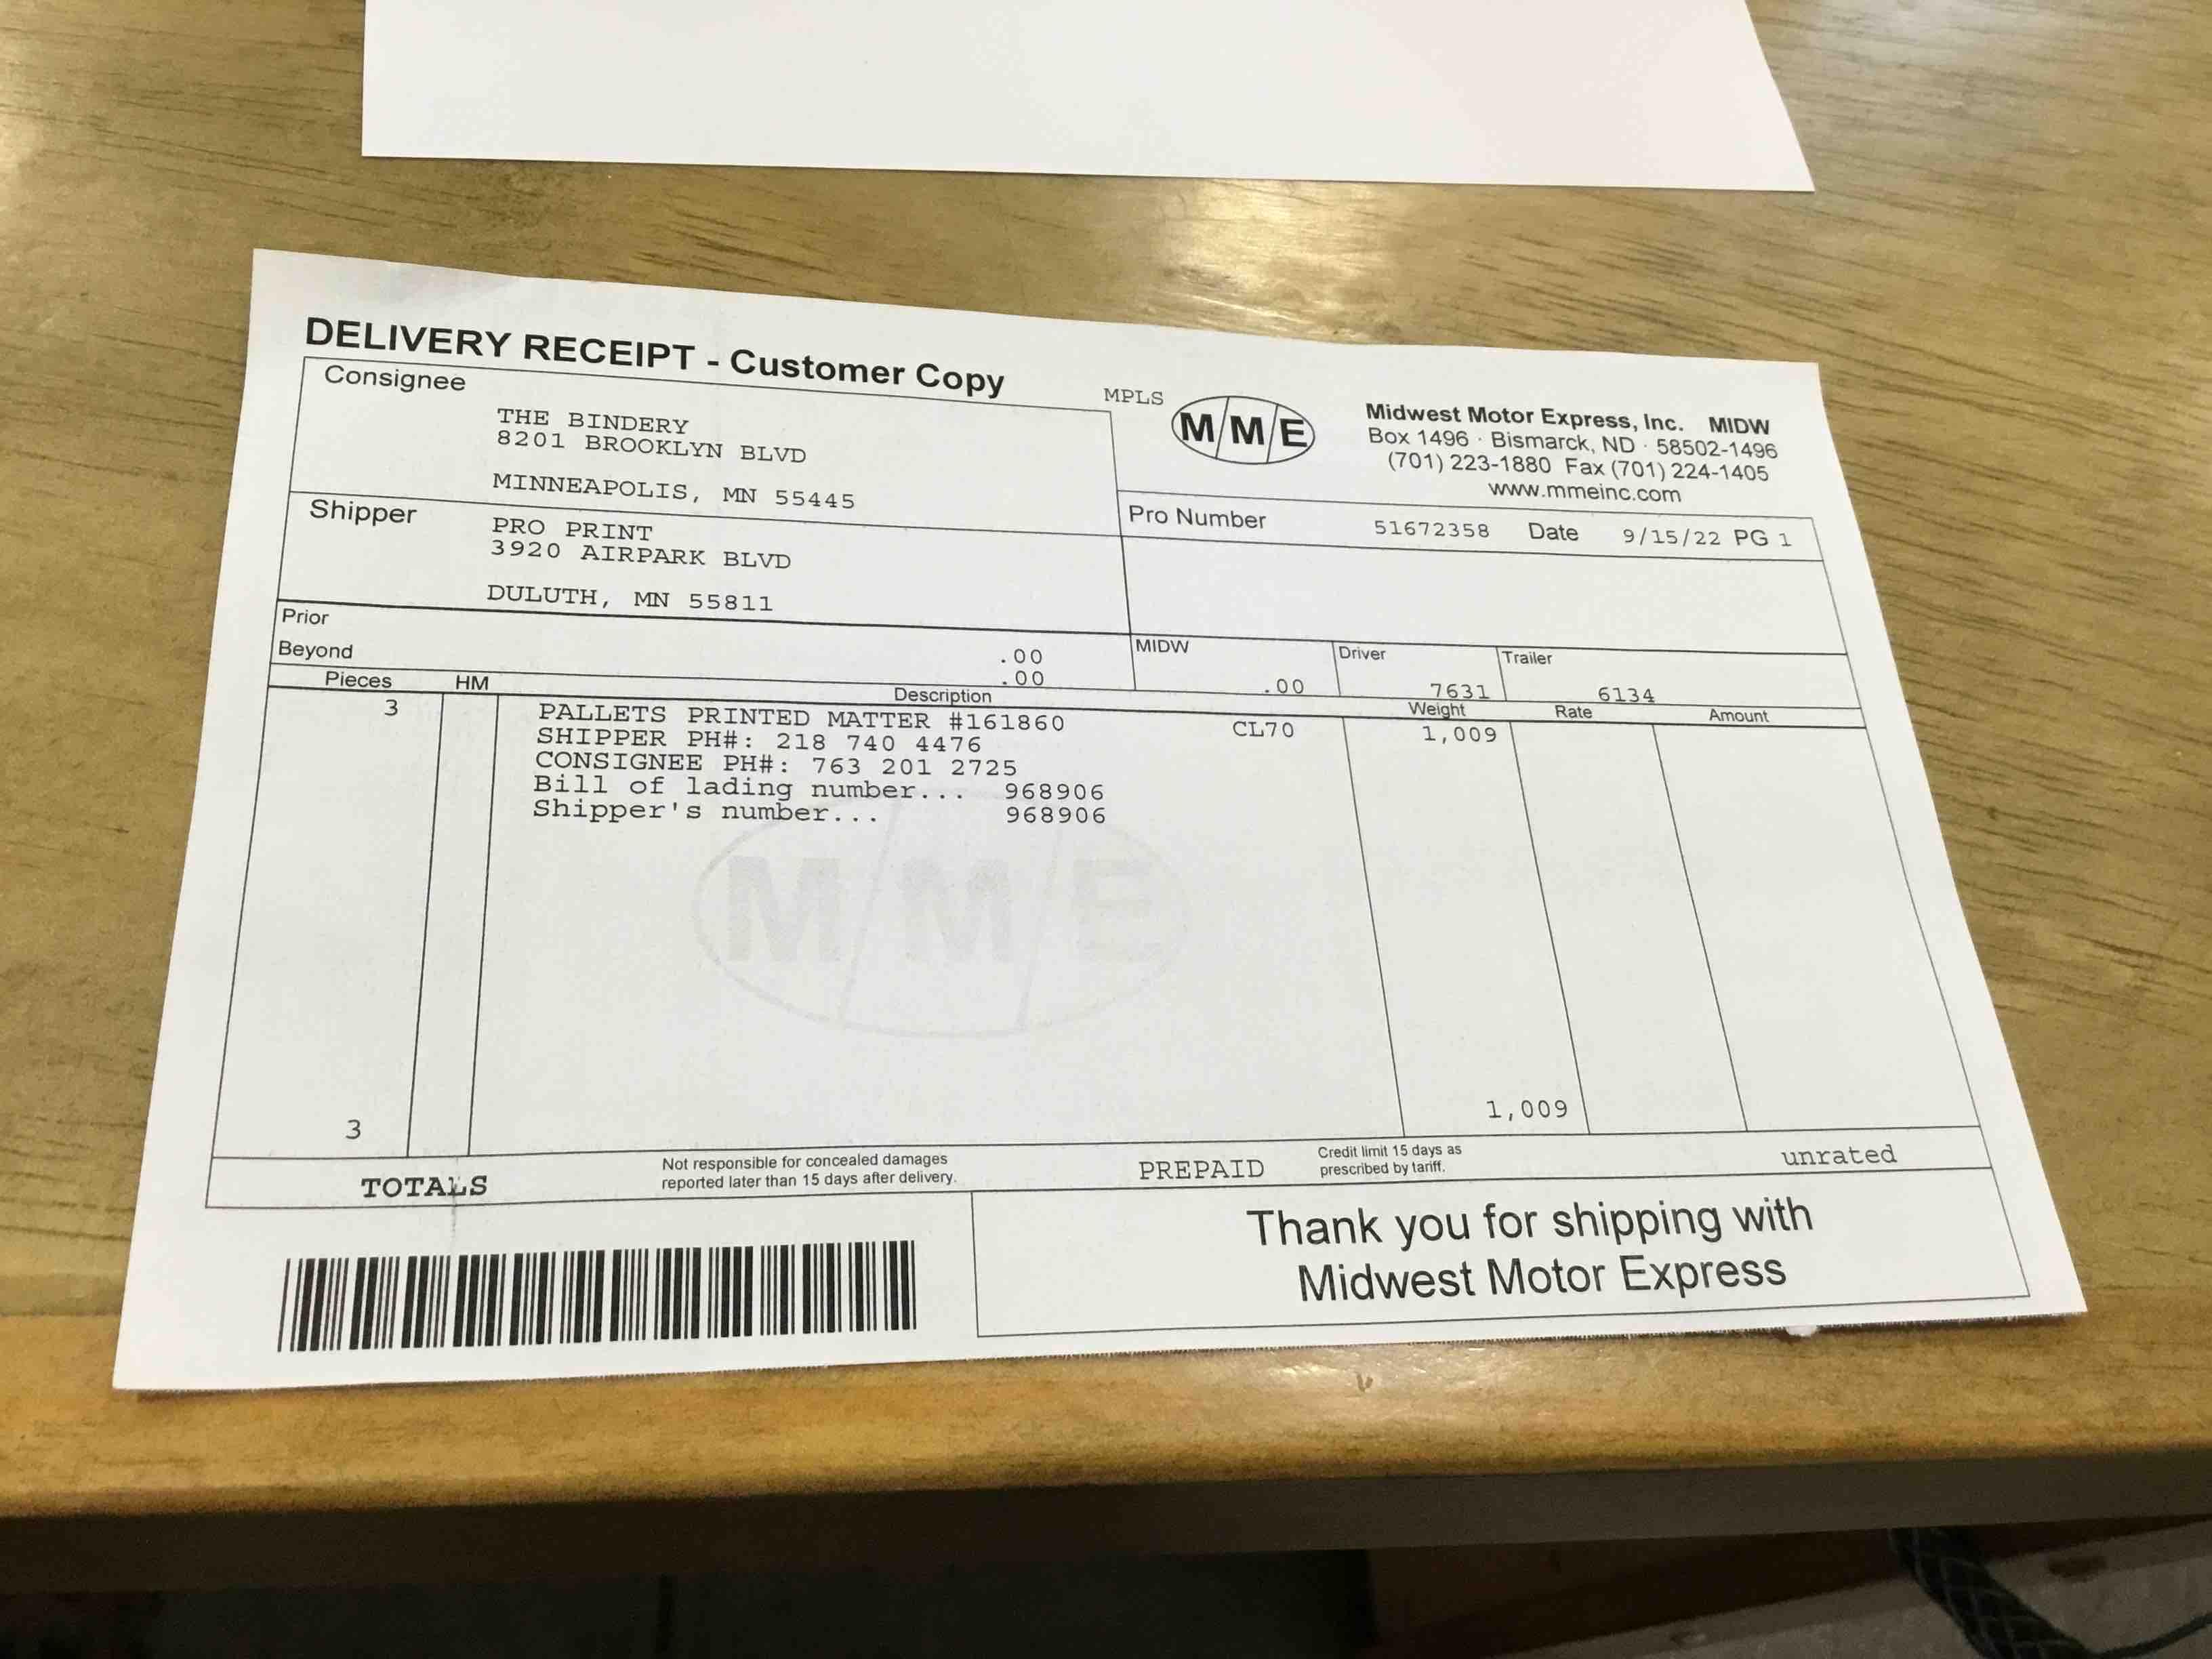 DELIVERY RECEIPT - Customer Copy
Consignee
THE BINDERY
8201 BROOKLYN BLVD
MINNEAPOLIS, MN 55445
MPLS
MME
Midwest Motor Express, Inc. MIDW
Box 1496 · Bismarck, ND · 58502-1496
(701) 223-1880 Fax (701) 224-1405
www.mmeinc.com
Shipper
PRO PRINT
3920 AIRPARK BLVD
DULUTH, MN 55811
Pro Number 51672358 Date 9/15/22 PG 1
Prior .00
Beyond .00
MIDW .00
Driver 7631
Trailer 6134
Pieces HM Description Weight Rate Amount
3 PALLETS PRINTED MATTER #161860 CL70 1,009
SHIPPER PH#: 218 740 4476
CONSIGNEE PH#: 763 201 2725
Bill of lading number... 968906
Shipper's number... 968906
MME
3 1,009
TOTALS
Not responsible for concealed damages
reported later than 15 days after delivery.
PREPAID
Credit limit 15 days as
prescribed by tariff.
unrated
Thank you for shipping with
Midwest Motor Express